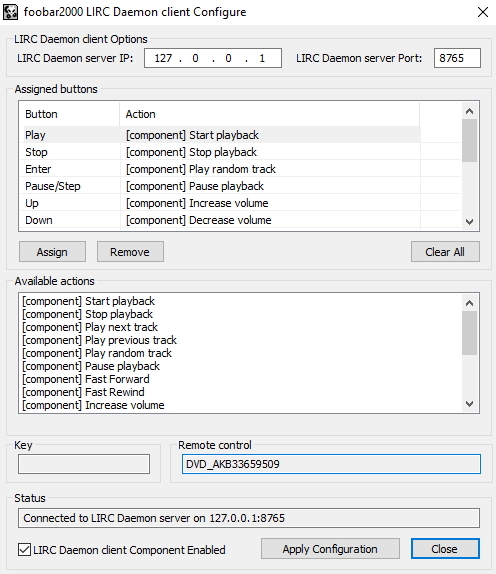 foobar2000 LIRC Daemon client Configure
LIRC Daemon client Options
LIRC Daemon server IP: 127 . 0 . 0 . 1 LIRC Daemon server Port: 8765
Assigned buttons
Button Action
Play [component] Start playback
Stop [component] Stop playback
Enter [component] Play random track
Pause/Step [component] Pause playback
Up [component] Increase volume
Down [component] Decrease volume
Assign Remove Clear All
Available actions
[component] Start playback
[component] Stop playback
[component] Play next track
[component] Play previous track
[component] Play random track
[component] Pause playback
[component] Fast Forward
[component] Fast Rewind
[component] Increase volume
Key Remote control
DVD_AKB33659509
Status
Connected to LIRC Daemon server on 127.0.0.1:8765
LIRC Daemon client Component Enabled Apply Configuration Close